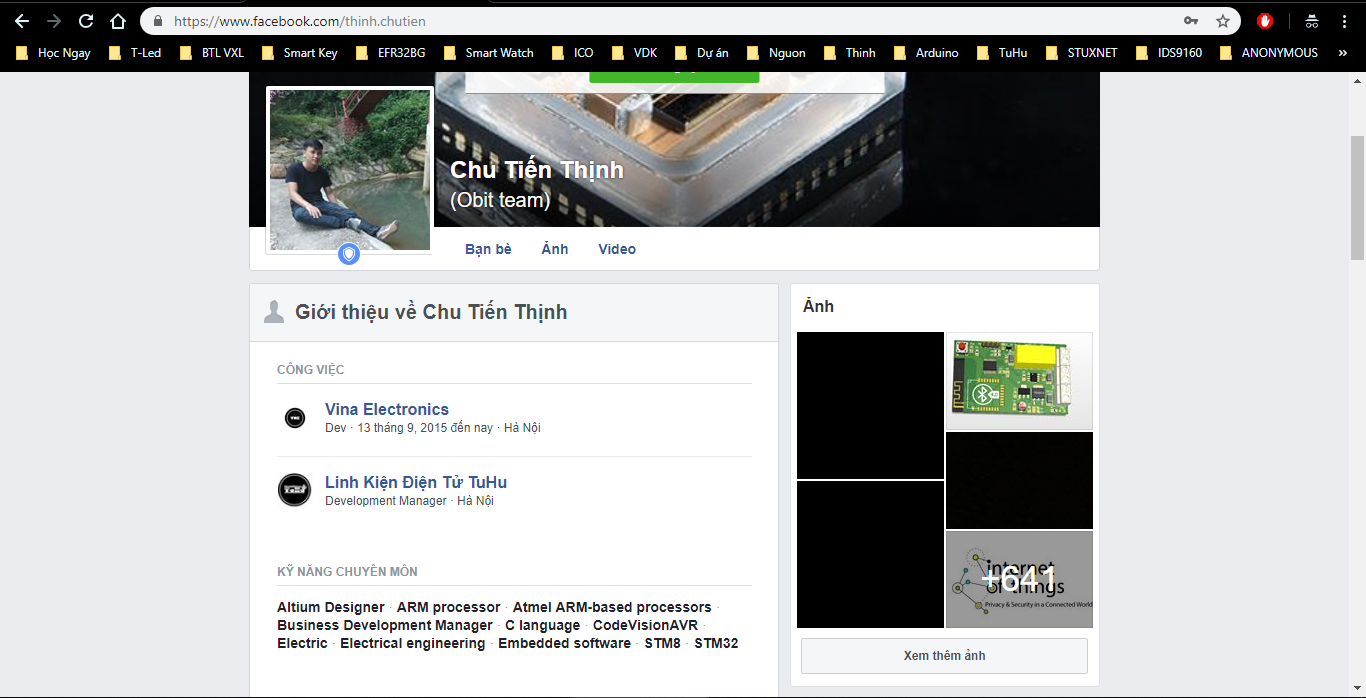 https://www.facebook.com/thinh.chutien
Học Ngay T-Led BTL VXL Smart Key EFR32BG Smart Watch ICO VDK Dự án Nguon Thinh Arduino TuHu STUXNET IDS9160 ANONYMOUS »
Chu Tiến Thịnh
(Obit team)
Bạn bè Ảnh Video
Giới thiệu về Chu Tiến Thịnh
CÔNG VIỆC
Vina Electronics
Dev · 13 tháng 9, 2015 đến nay · Hà Nội
Linh Kiện Điện Tử TuHu
Development Manager · Hà Nội
KỸ NĂNG CHUYÊN MÔN
Altium Designer · ARM processor · Atmel ARM-based processors ·
Business Development Manager · C language · CodeVisionAVR ·
Electric · Electrical engineering · Embedded software · STM8 · STM32
Ảnh
internet
+641
of things
Privacy & Security in a Connected World
Xem thêm ảnh